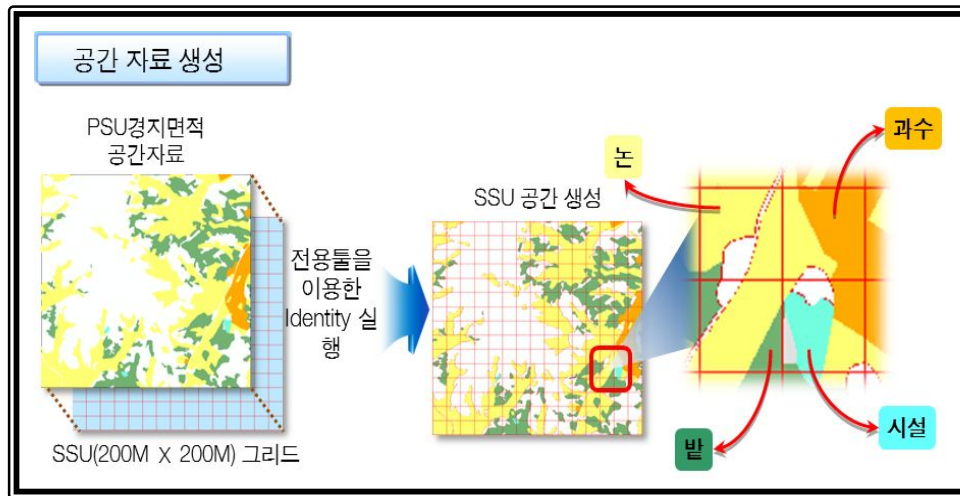 공간 자료 생성
PSU경지면적
공간자료
SSU(200M X 200M) 그리드
전용툴을
이용한
Identity 실
행
SSU 공간 생성
논
과수
밭
시설